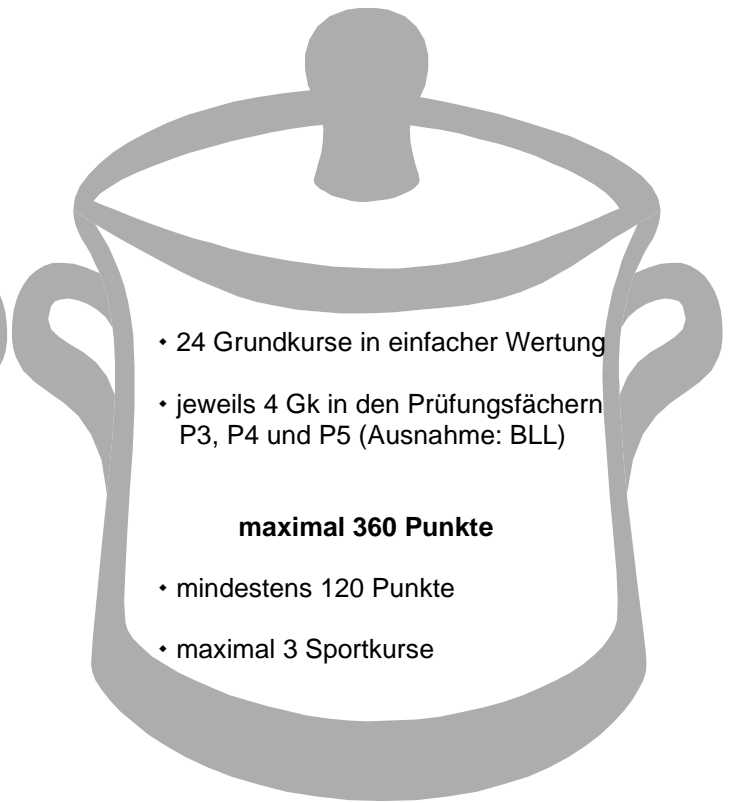 ⬩ 24 Grundkurse in einfacher Wertung
⬩ jeweils 4 Gk in den Prüfungsfächern
P3, P4 und P5 (Ausnahme: BLL)
maximal 360 Punkte
⬩ mindestens 120 Punkte
⬩ maximal 3 Sportkurse